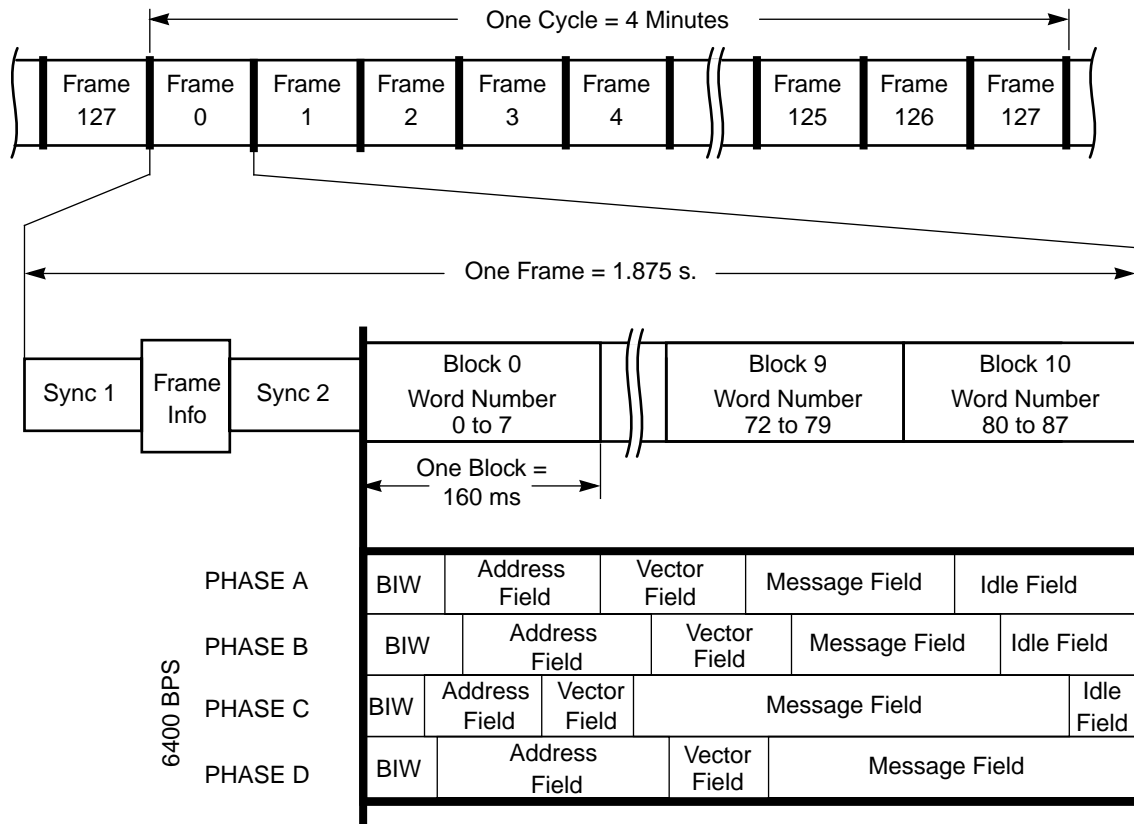 One Cycle = 4 Minutes
Frame 127
Frame 0
Frame 1
Frame 2
Frame 3
Frame 4
Frame 125
Frame 126
Frame 127
One Frame = 1.875 s.
Sync 1
Frame Info
Sync 2
Block 0
Word Number
0 to 7
Block 9
Word Number
72 to 79
Block 10
Word Number
80 to 87
One Block =
160 ms
6400 BPS
PHASE A
BIW
Address
Field
Vector
Field
Message Field
Idle Field
PHASE B
BIW
Address
Field
Vector
Field
Message Field
Idle Field
PHASE C
BIW
Address
Field
Vector
Field
Message Field
Idle
Field
PHASE D
BIW
Address
Field
Vector
Field
Message Field